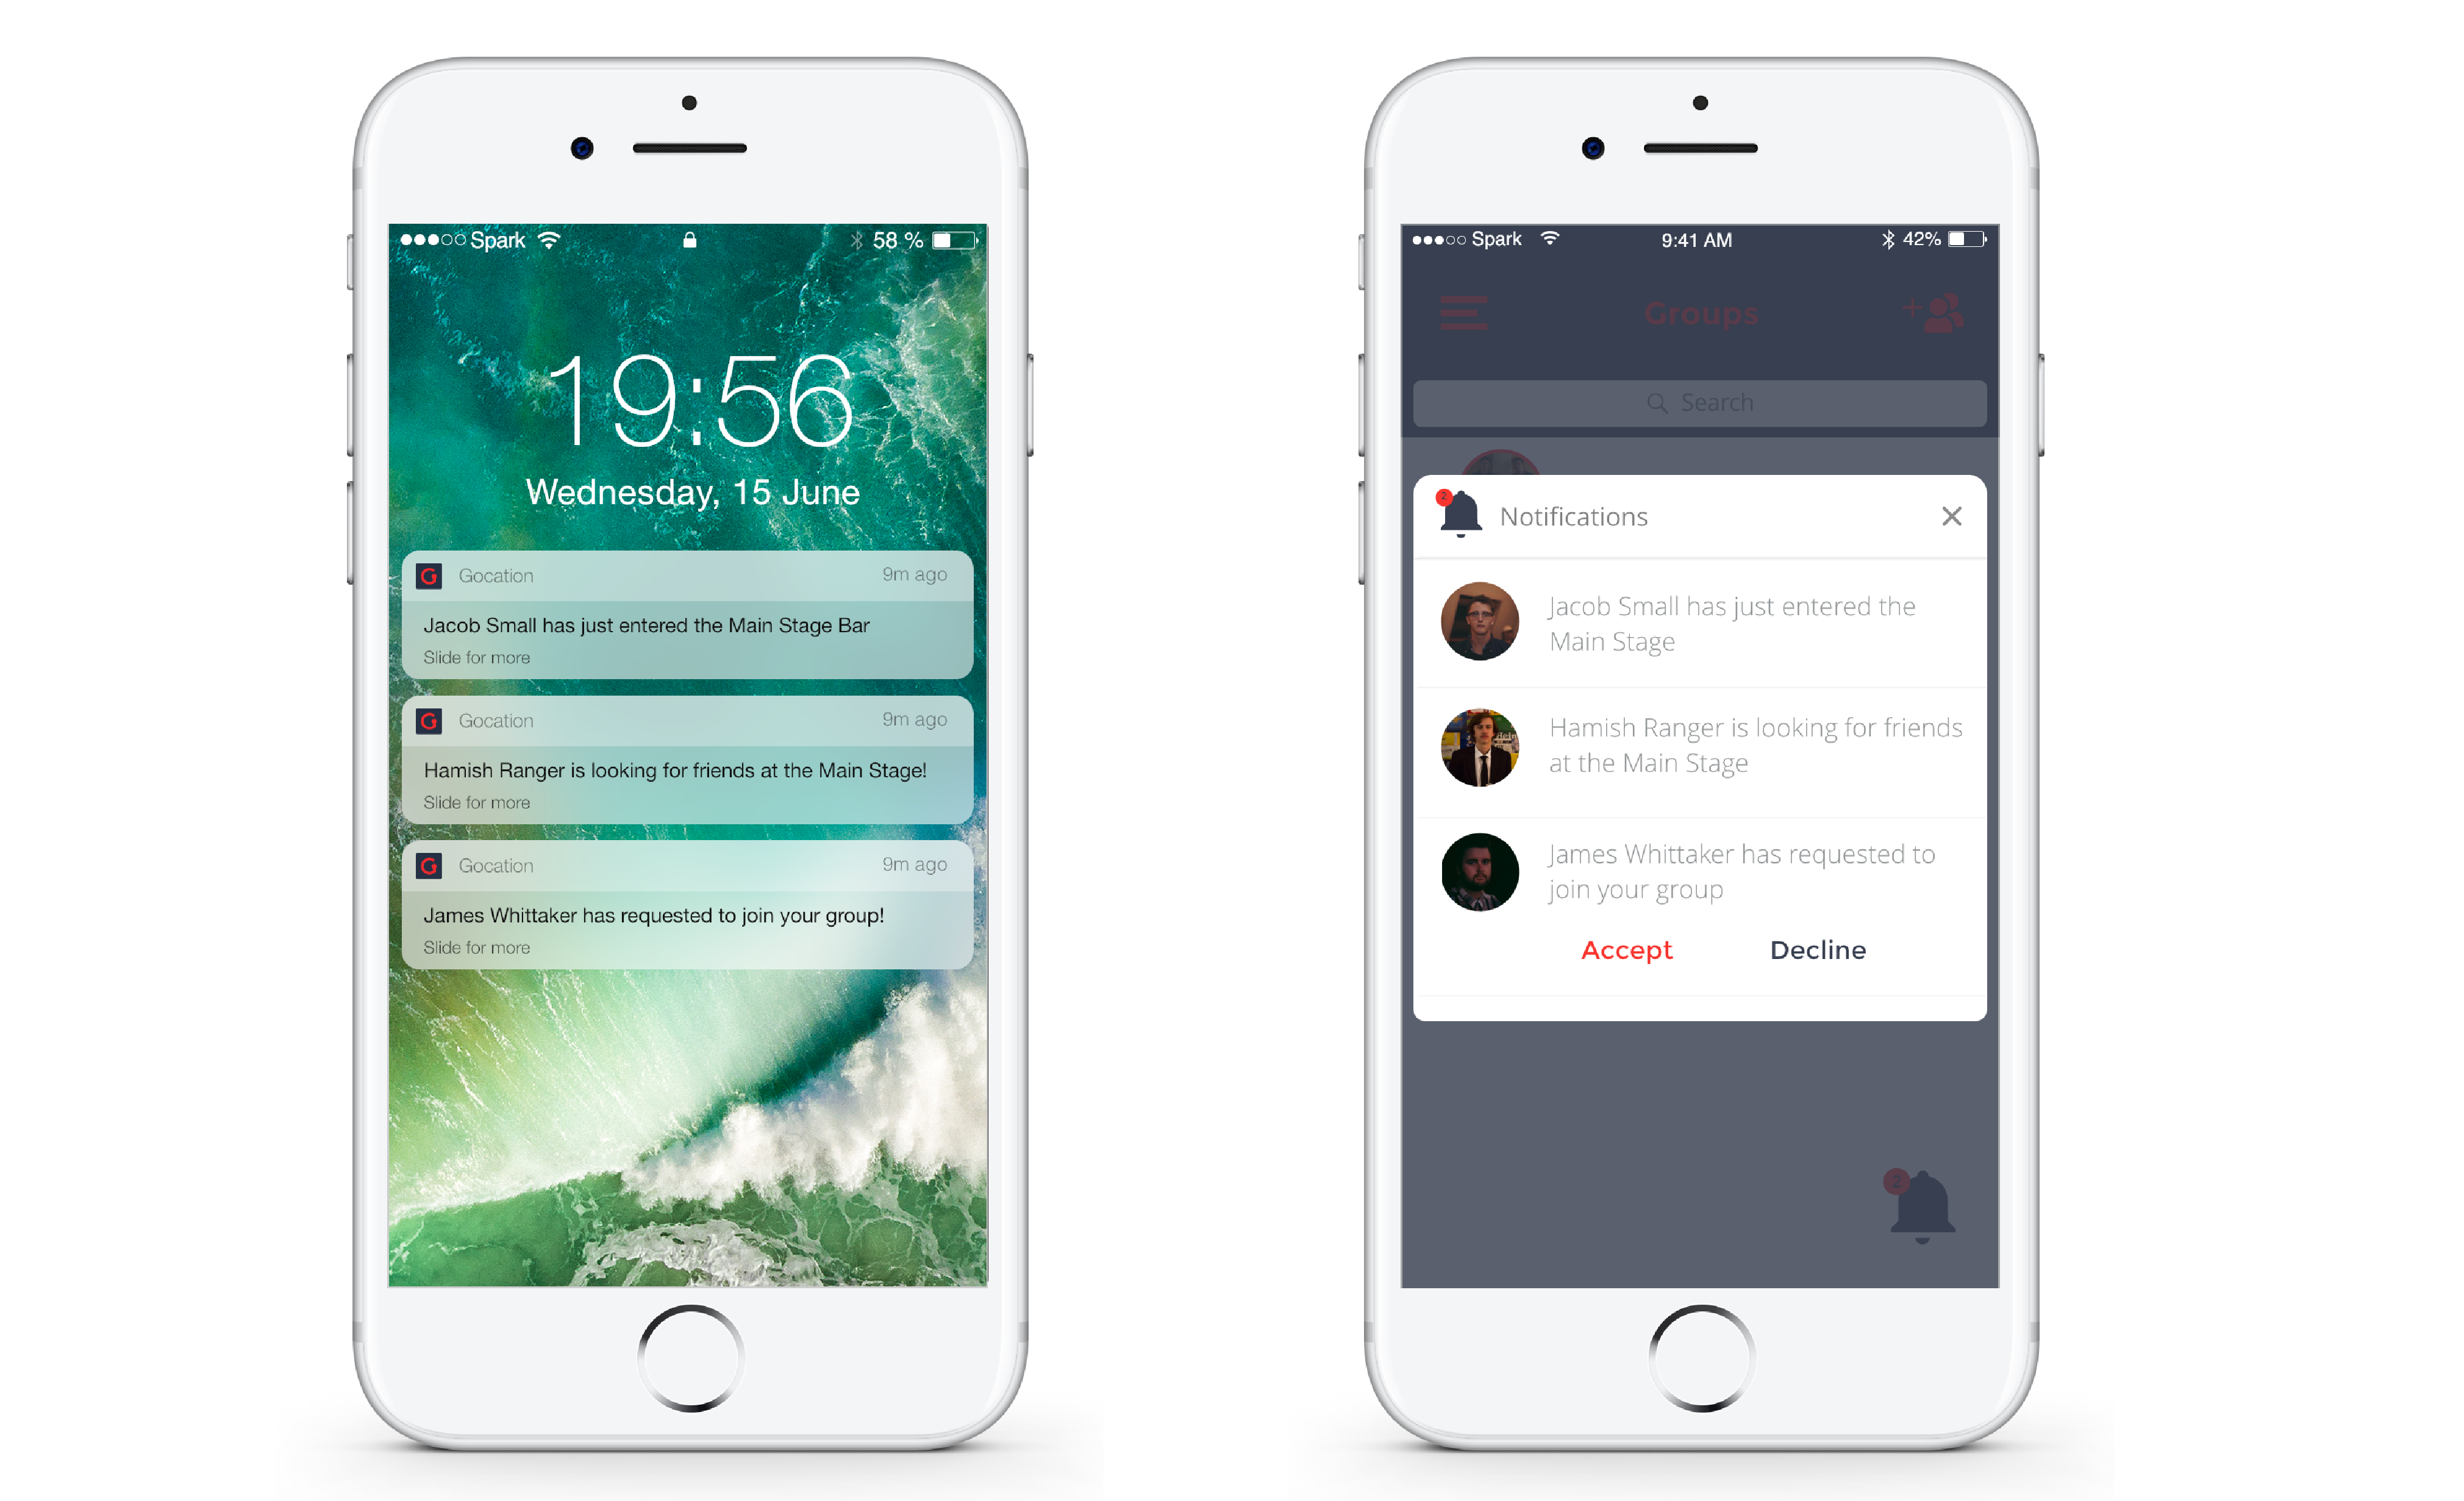 Spark
58 %
19:56
Wednesday, 15 June
G Gocation 9m ago
Jacob Small has just entered the Main Stage Bar
Slide for more
G Gocation 9m ago
Hamish Ranger is looking for friends at the Main Stage!
Slide for more
G Gocation 9m ago
James Whittaker has requested to join your group!
Slide for more
Spark 9:41 AM 42%
Groups
Search
2 Notifications
Jacob Small has just entered the
Main Stage
Hamish Ranger is looking for friends
at the Main Stage
James Whittaker has requested to
join your group
Accept Decline
2